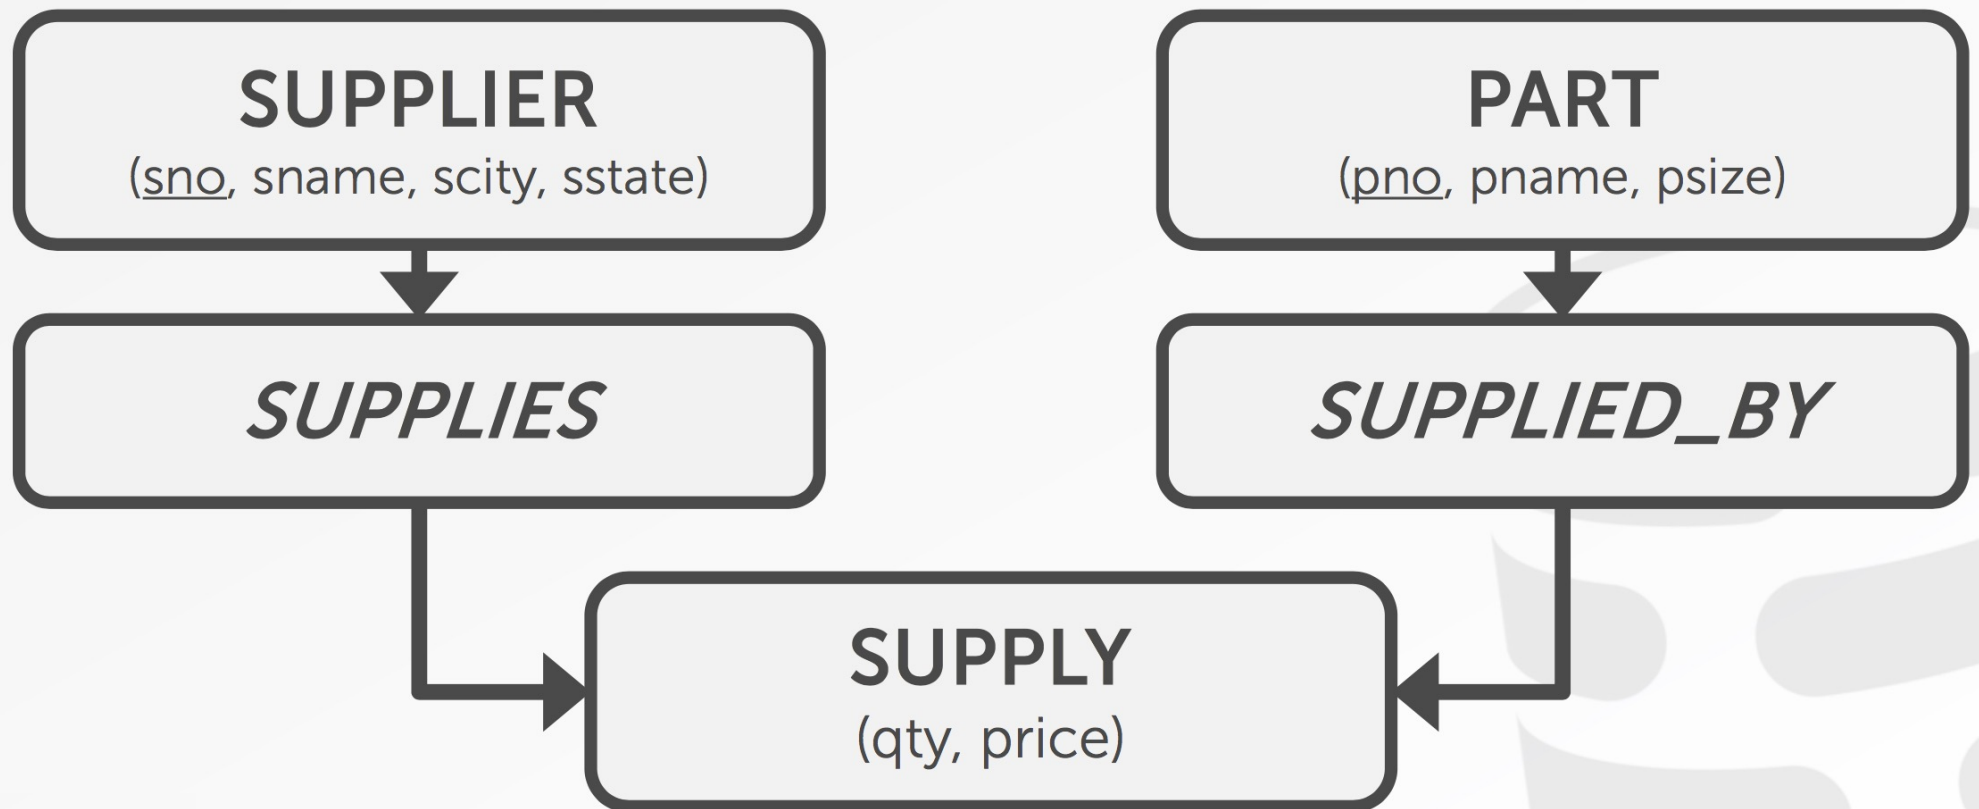 SUPPLIER
(sno, sname, scity, sstate)
PART
(pno, pname, psize)
SUPPLIES
SUPPLIED_BY
SUPPLY
(qty, price)